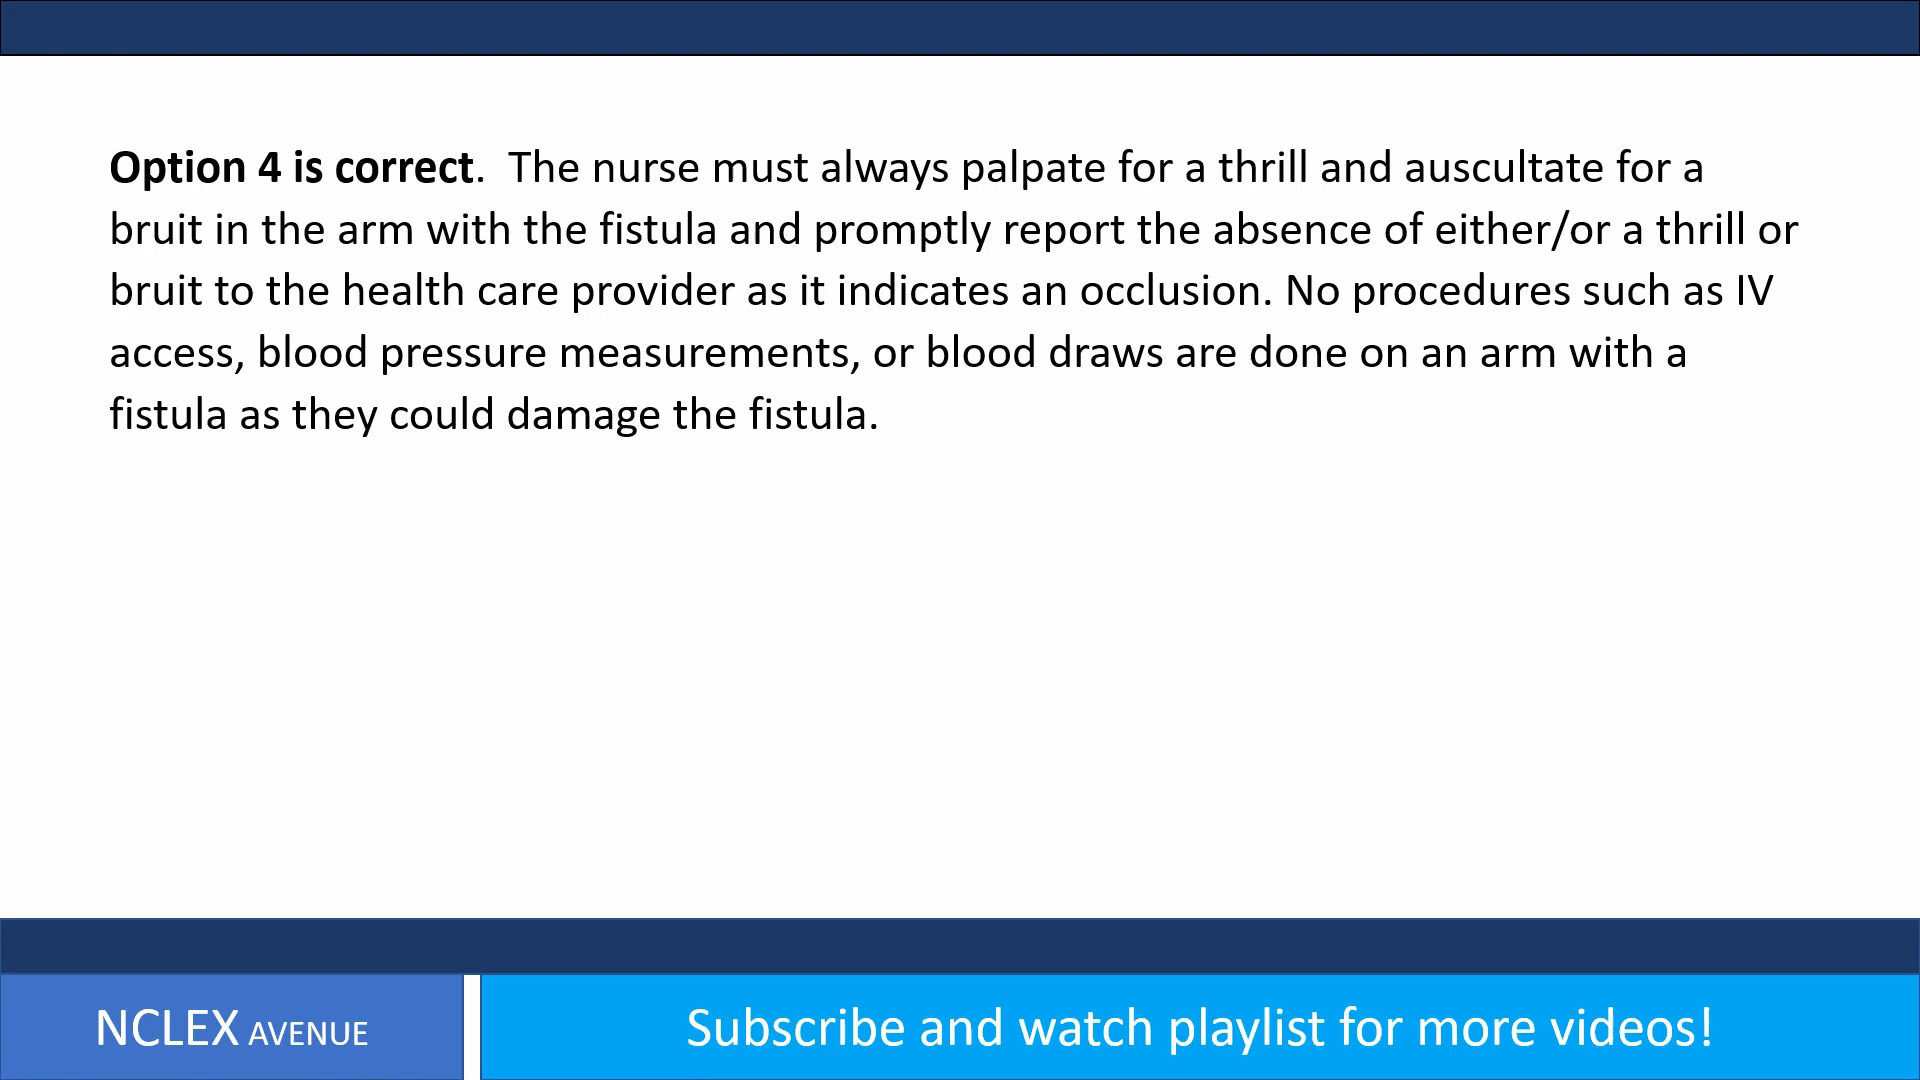 Option 4 is correct.  The nurse must always palpate for a thrill and auscultate for a
bruit in the arm with the fistula and promptly report the absence of either/or a thrill or
bruit to the health care provider as it indicates an occlusion. No procedures such as IV
access, blood pressure measurements, or blood draws are done on an arm with a
fistula as they could damage the fistula.
NCLEX AVENUE
Subscribe and watch playlist for more videos!